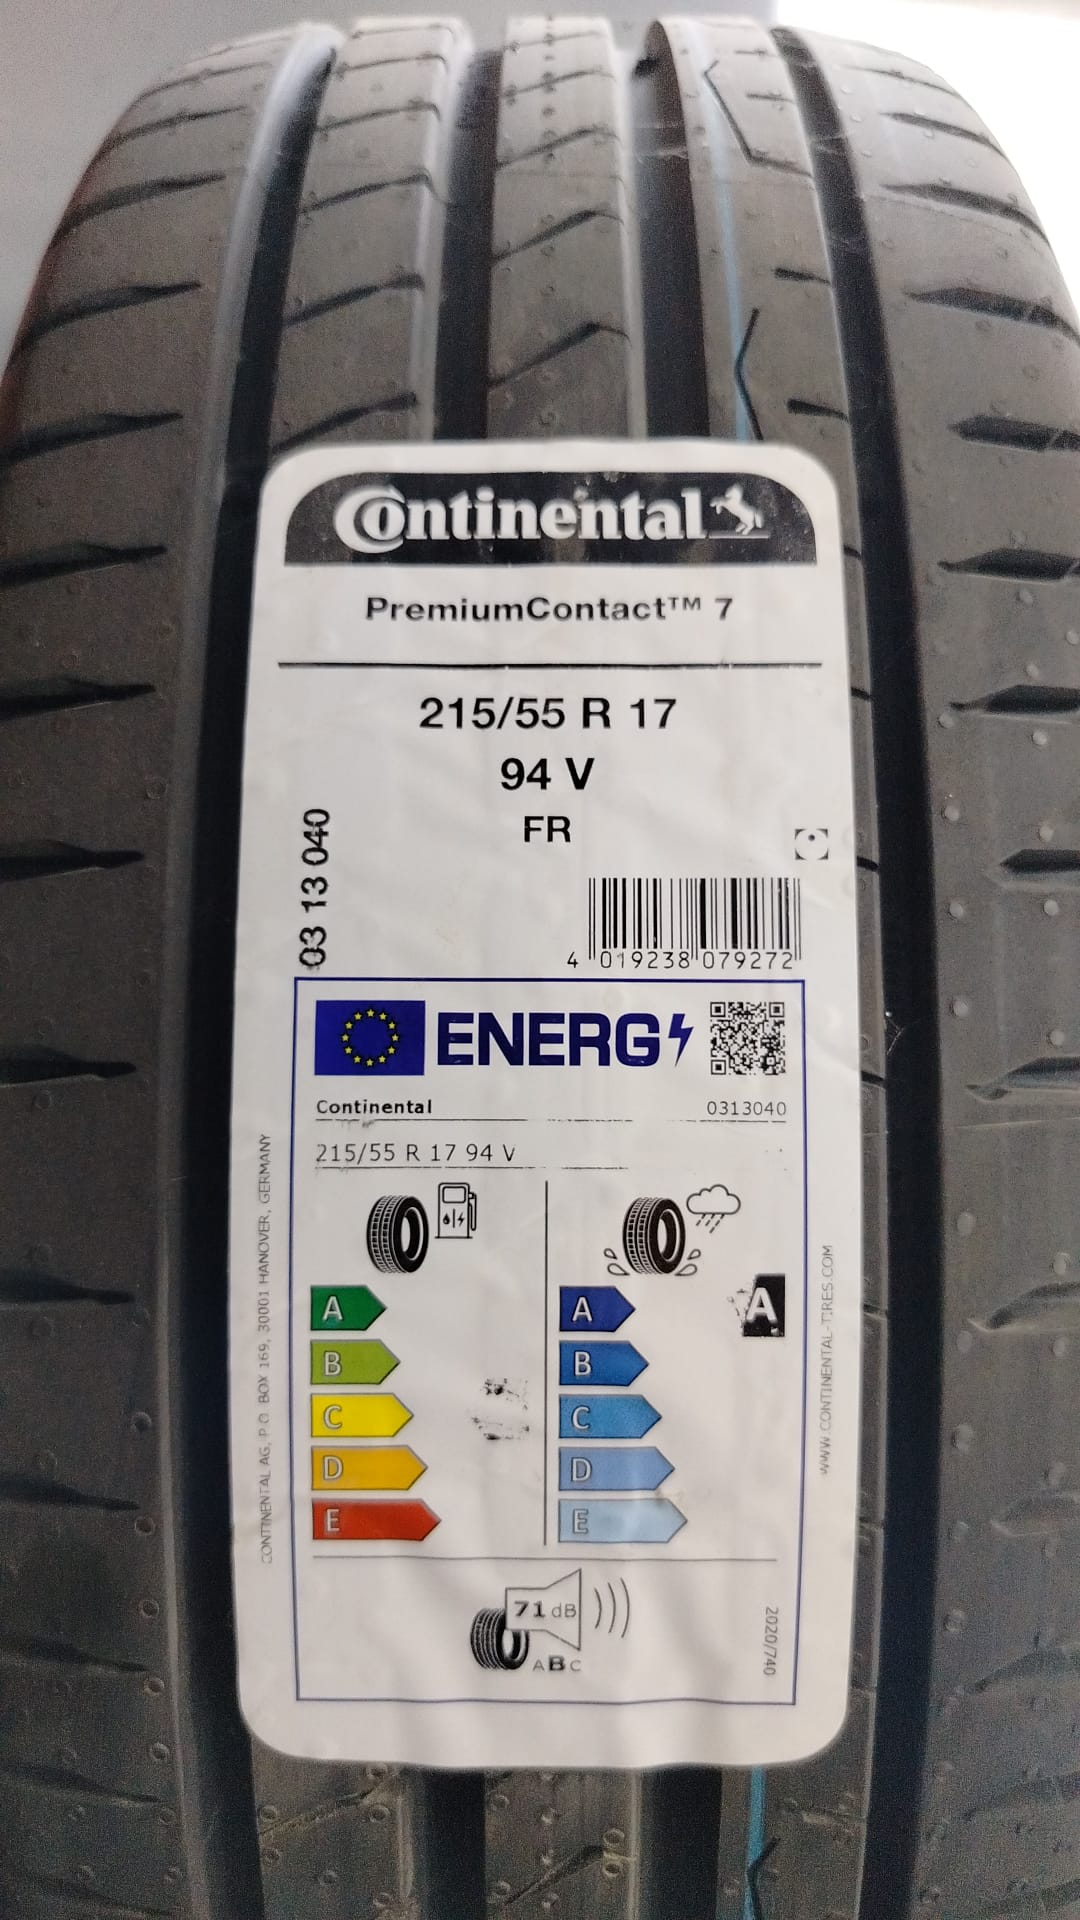 Continental
PremiumContact™ 7
215/55 R 17
94 V
FR
03 13 040
4 019238 079272
ENERG
Continental
0313040
215/55 R 17 94 V
A
B
C
D
E
A
B
C
D
E
A
71 dB
ABC
2020/740
CONTINENTAL AG, P.O. BOX 169, 30001 HANOVER, GERMANY
WWW.CONTINENTAL-TIRES.COM